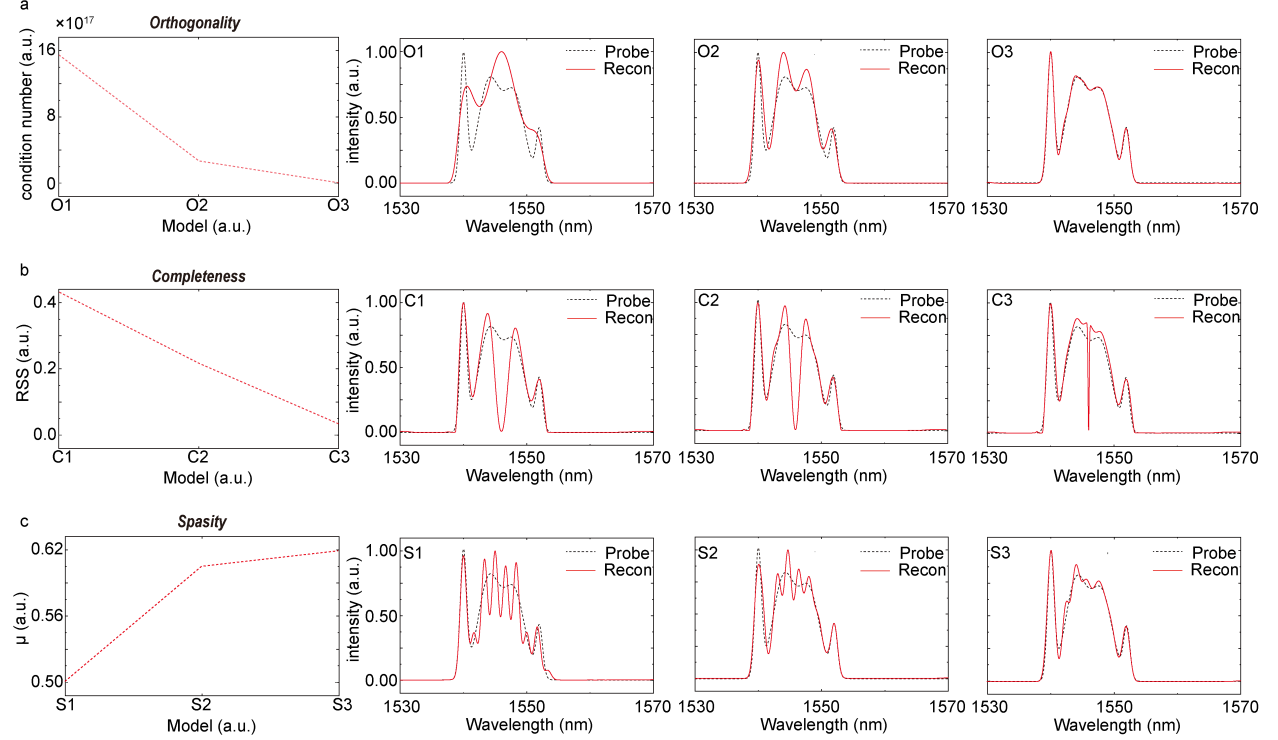 a
Orthogonality
×10¹⁷
condition number (a.u.)
16
8
0
O1 O2 O3
Model (a.u.)
O1
Probe
Recon
intensity (a.u.)
1.00
0.50
0.00
1530 1550 1570
Wavelength (nm)
O2
Probe
Recon
1530 1550 1570
Wavelength (nm)
O3
Probe
Recon
1530 1550 1570
Wavelength (nm)
b
Completeness
RSS (a.u.)
0.4
0.2
0.0
C1 C2 C3
Model (a.u.)
C1
Probe
Recon
intensity (a.u.)
1.00
0.50
0.00
1530 1550 1570
Wavelength (nm)
C2
Probe
Recon
1530 1550 1570
Wavelength (nm)
C3
Probe
Recon
1530 1550 1570
Wavelength (nm)
c
Spasity
μ (a.u.)
0.62
0.56
0.50
S1 S2 S3
Model (a.u.)
S1
Probe
Recon
intensity (a.u.)
1.00
0.50
0.00
1530 1550 1570
Wavelength (nm)
S2
Probe
Recon
1530 1550 1570
Wavelength (nm)
S3
Probe
Recon
1530 1550 1570
Wavelength (nm)